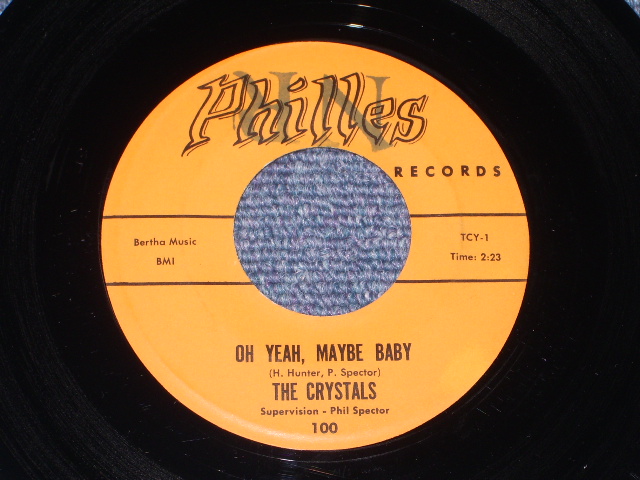 Philles
RECORDS
Bertha Music
BMI
TCY-1
Time: 2:23
OH YEAH, MAYBE BABY
(H. Hunter, P. Spector)
THE CRYSTALS
Supervision - Phil Spector
100